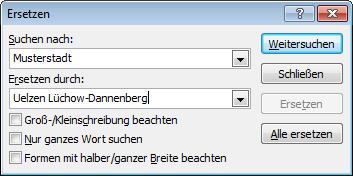 Ersetzen
Suchen nach:
Musterstadt
Ersetzen durch:
Uelzen Lüchow-Dannenberg
Groß-/Kleinschreibung beachten
Nur ganzes Wort suchen
Formen mit halber/ganzer Breite beachten
Weitersuchen
Schließen
Ersetzen
Alle ersetzen